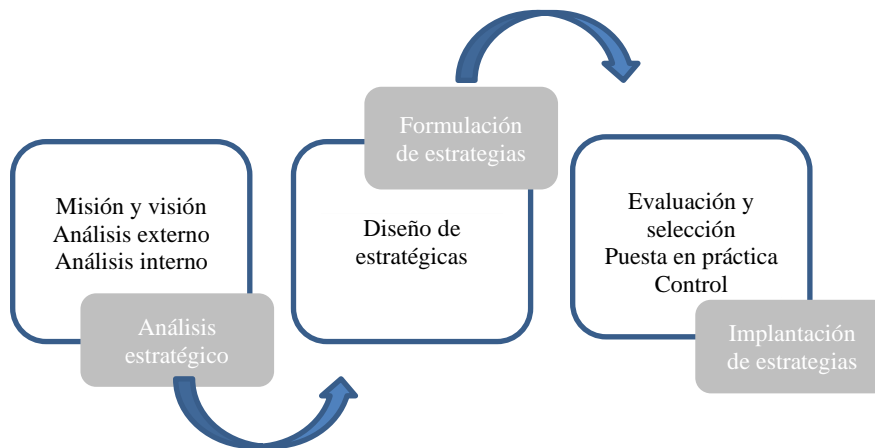 Misión y visión
Análisis externo
Análisis interno
Análisis
estratégico
Formulación
de estrategias
Diseño de
estratégicas
Evaluación y
selección
Puesta en práctica
Control
Implantación
de estrategias